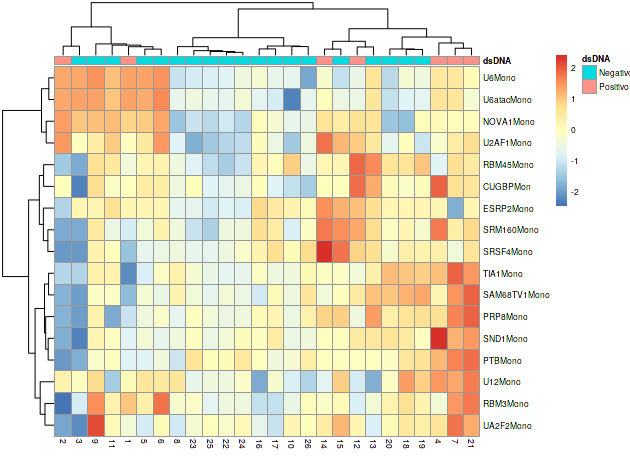 dsDNA
dsDNA
Negativo
Positivo
2
1
0
-1
-2
U6Mono
U6atacMono
NOVA1Mono
U2AF1Mono
RBM45Mono
CUGBPMon
ESRP2Mono
SRM160Mono
SRSF4Mono
TIA1Mono
SAM68TV1Mono
PRP8Mono
SND1Mono
PTBMono
U12Mono
RBM3Mono
UA2F2Mono
2 3 9 11 1 5 6 8 23 25 22 24 16 17 10 26 14 15 12 13 20 18 19 4 7 21